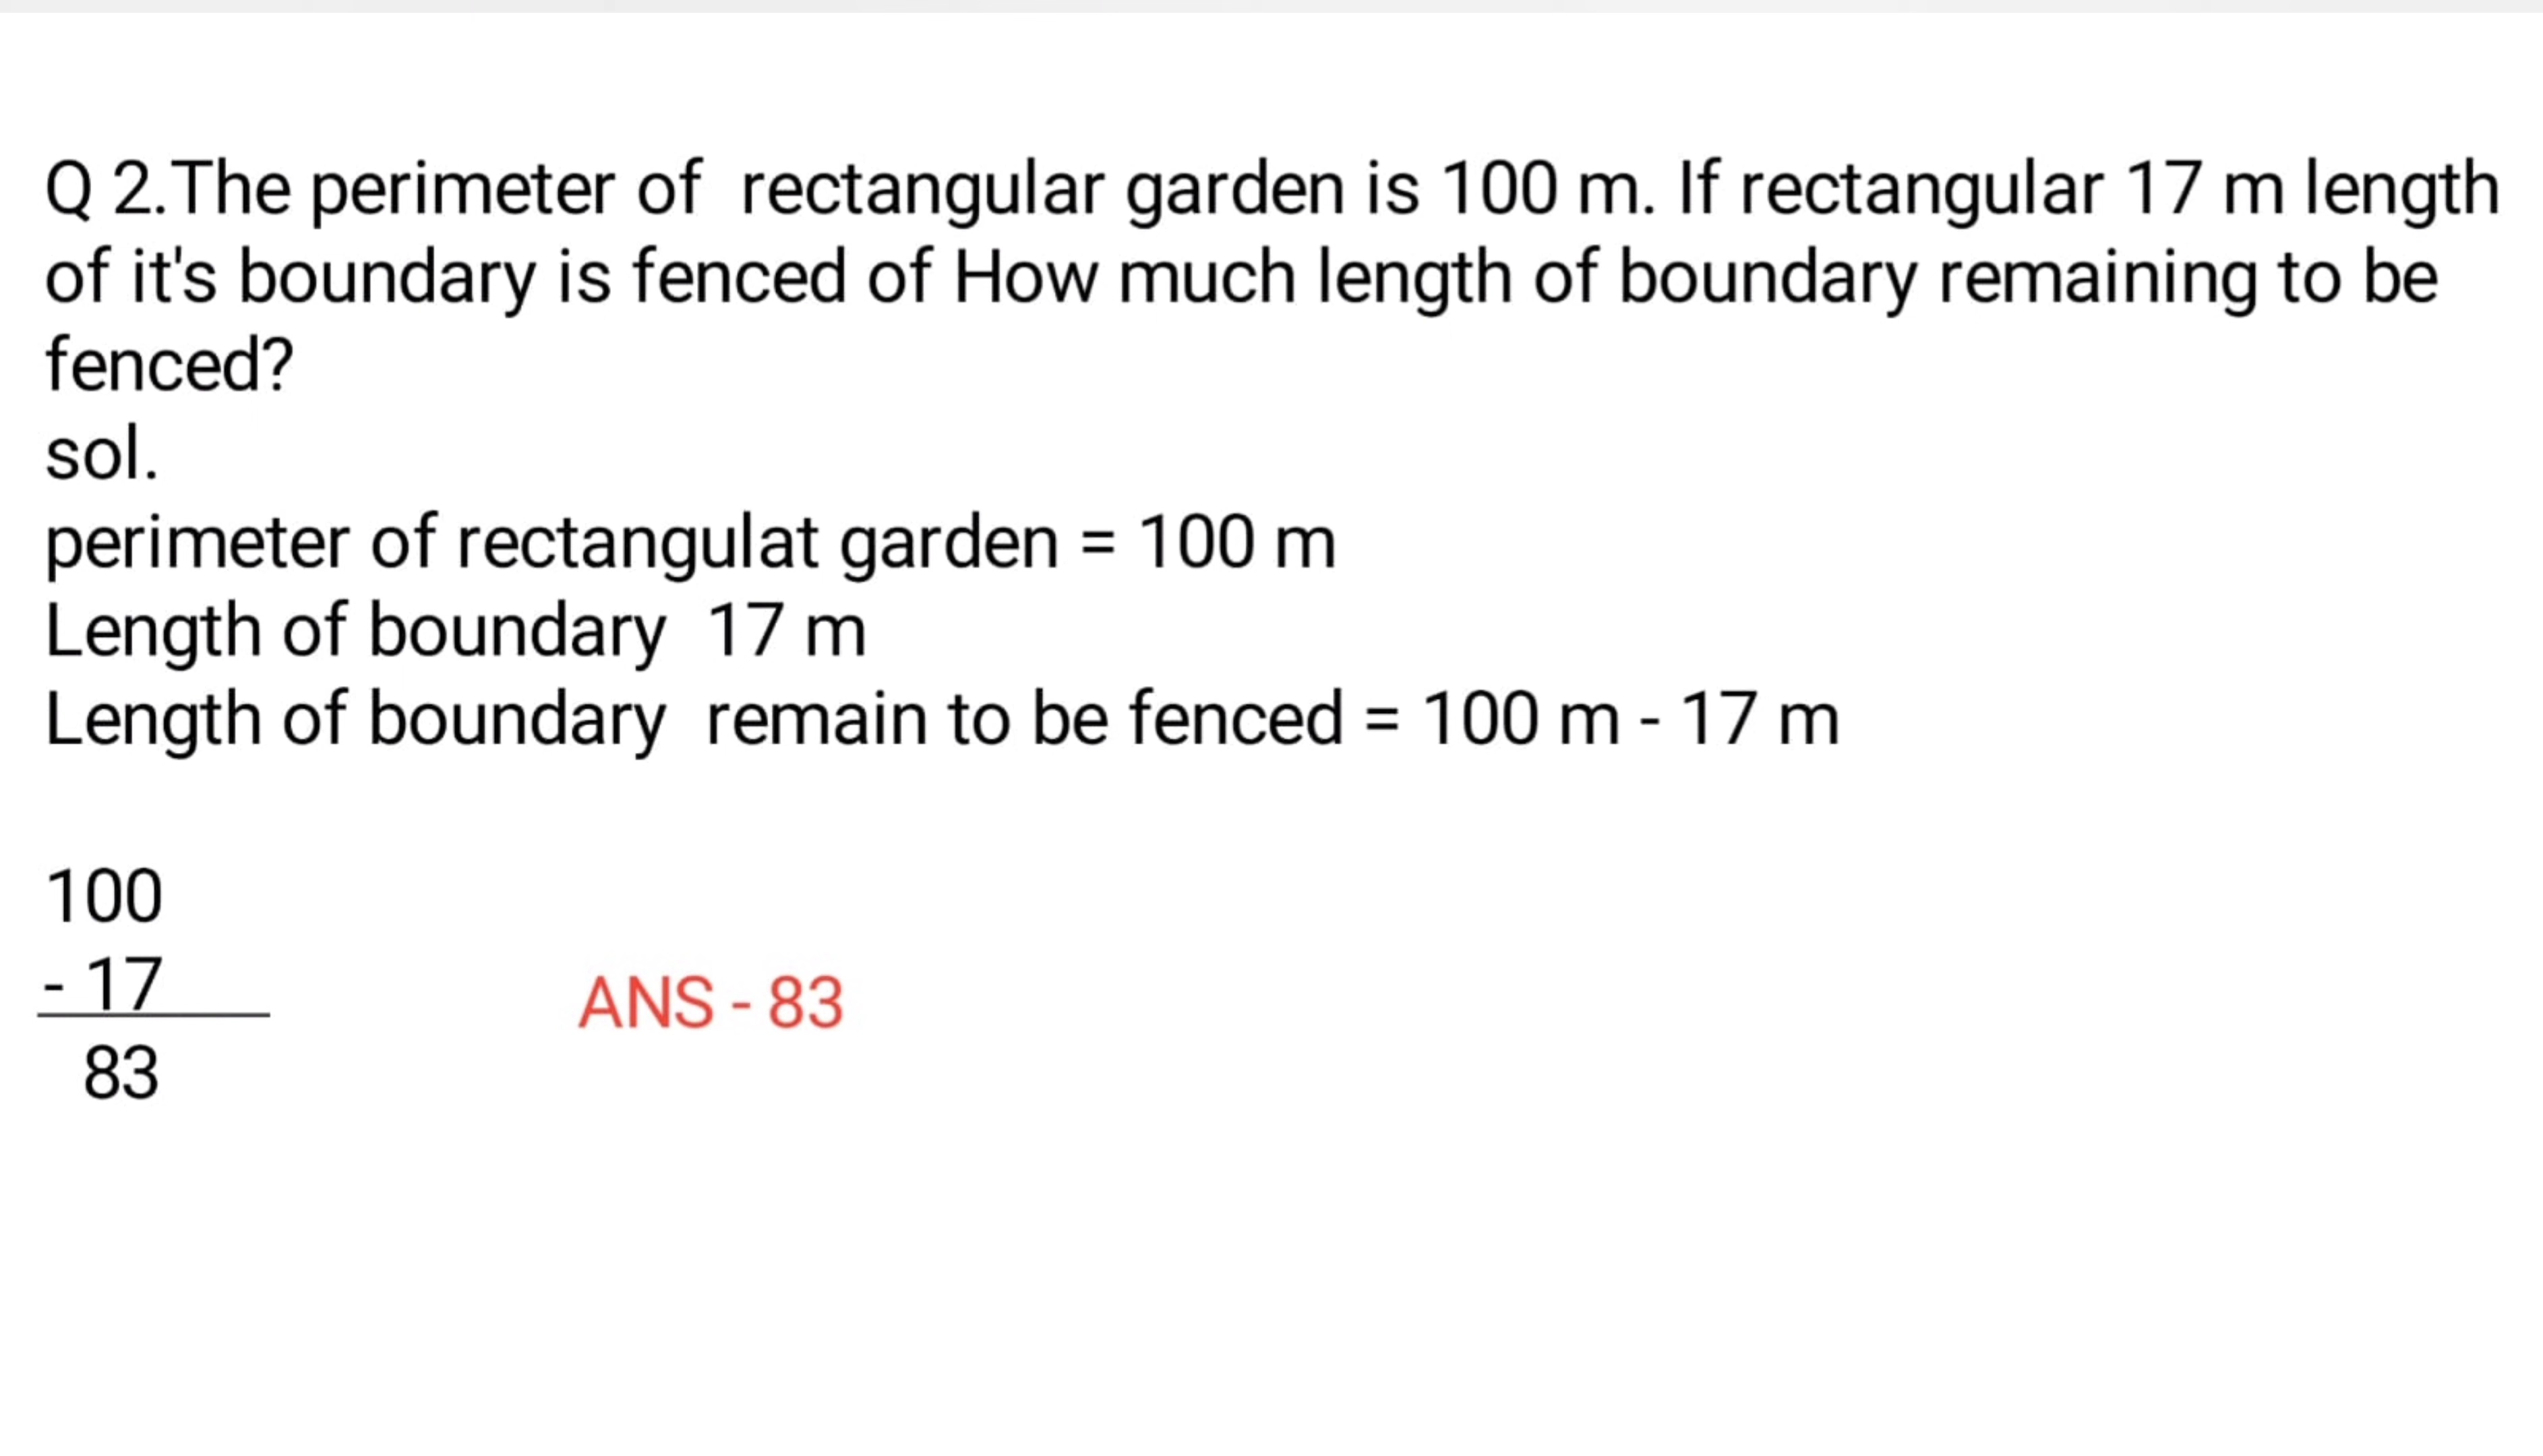 Q 2.The perimeter of  rectangular garden is 100 m. If rectangular 17 m length
of it's boundary is fenced of How much length of boundary remaining to be
fenced?
sol.
perimeter of rectangulat garden = 100 m
Length of boundary  17 m
Length of boundary  remain to be fenced = 100 m - 17 m
100
- 17
ANS - 83
83